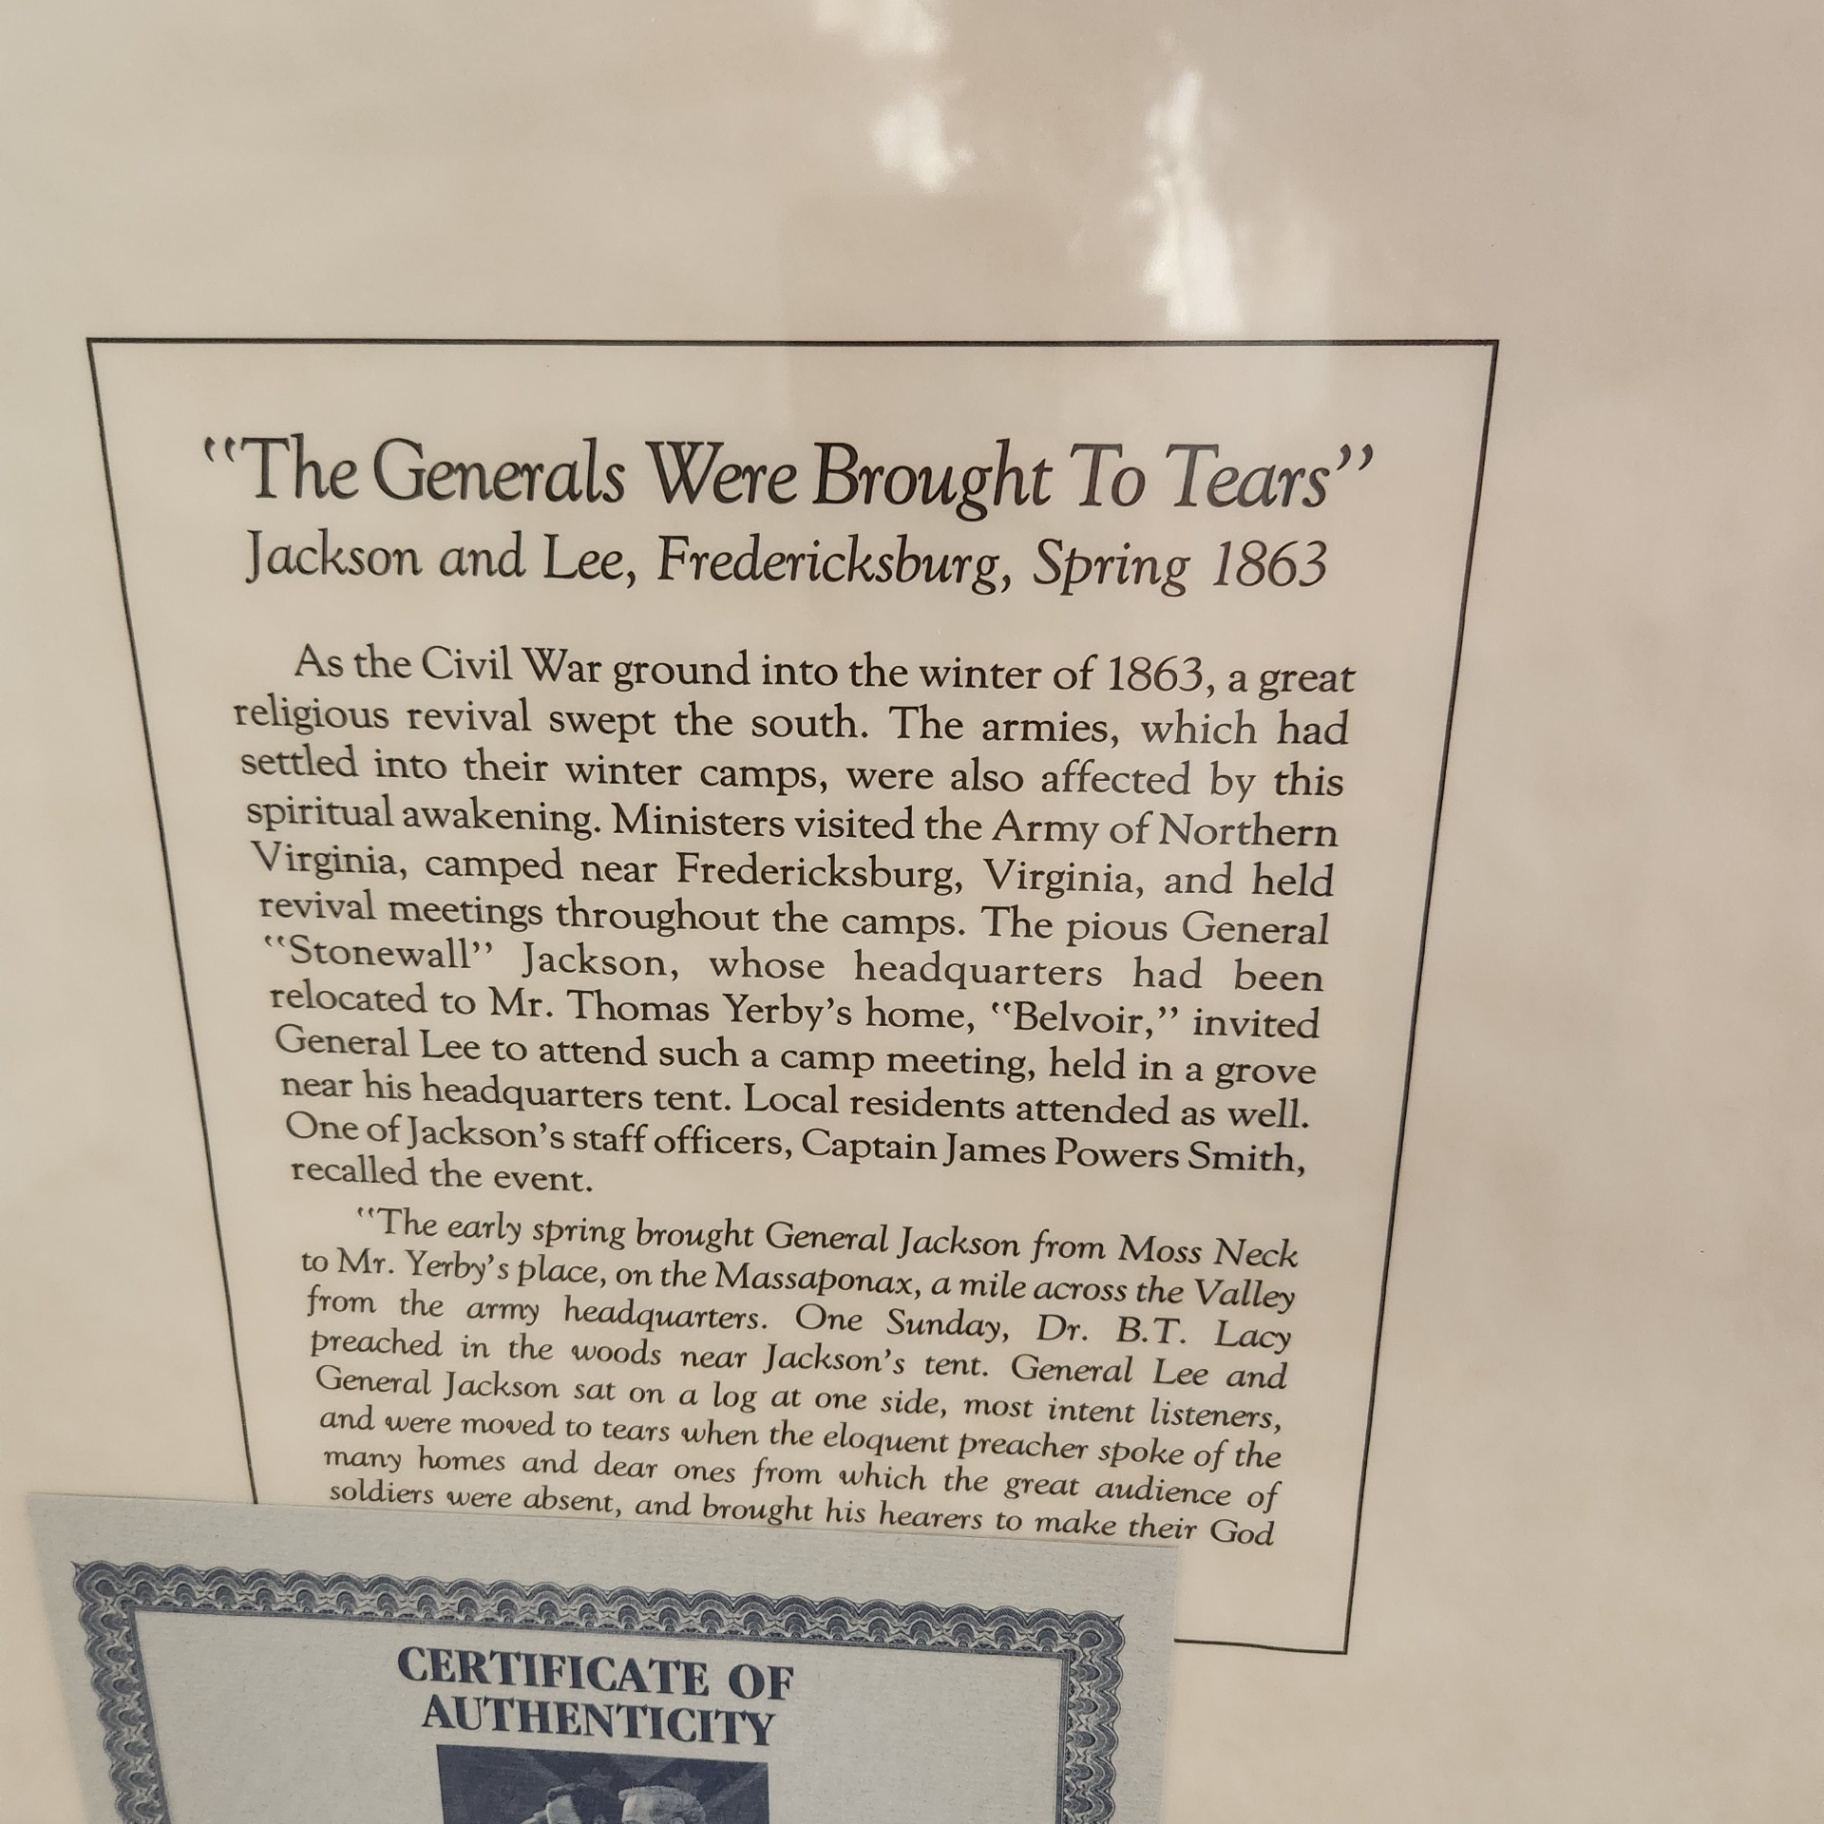 "The Generals Were Brought To Tears"
Jackson and Lee, Fredericksburg, Spring 1863
As the Civil War ground into the winter of 1863, a great
religious revival swept the south. The armies, which had
settled into their winter camps, were also affected by this
spiritual awakening. Ministers visited the Army of Northern
Virginia, camped near Fredericksburg, Virginia, and held
revival meetings throughout the camps. The pious General
"Stonewall" Jackson, whose headquarters had been
relocated to Mr. Thomas Yerby's home, "Belvoir," invited
General Lee to attend such a camp meeting, held in a grove
near his headquarters tent. Local residents attended as well.
One of Jackson's staff officers, Captain James Powers Smith,
recalled the event.
"The early spring brought General Jackson from Moss Neck
to Mr. Yerby's place, on the Massaponax, a mile across the Valley
from the army headquarters. One Sunday, Dr. B.T. Lacy
preached in the woods near Jackson's tent. General Lee and
General Jackson sat on a log at one side, most intent listeners,
and were moved to tears when the eloquent preacher spoke of the
many homes and dear ones from which the great audience of
soldiers were absent, and brought his hearers to make their God
CERTIFICATE OF
AUTHENTICITY